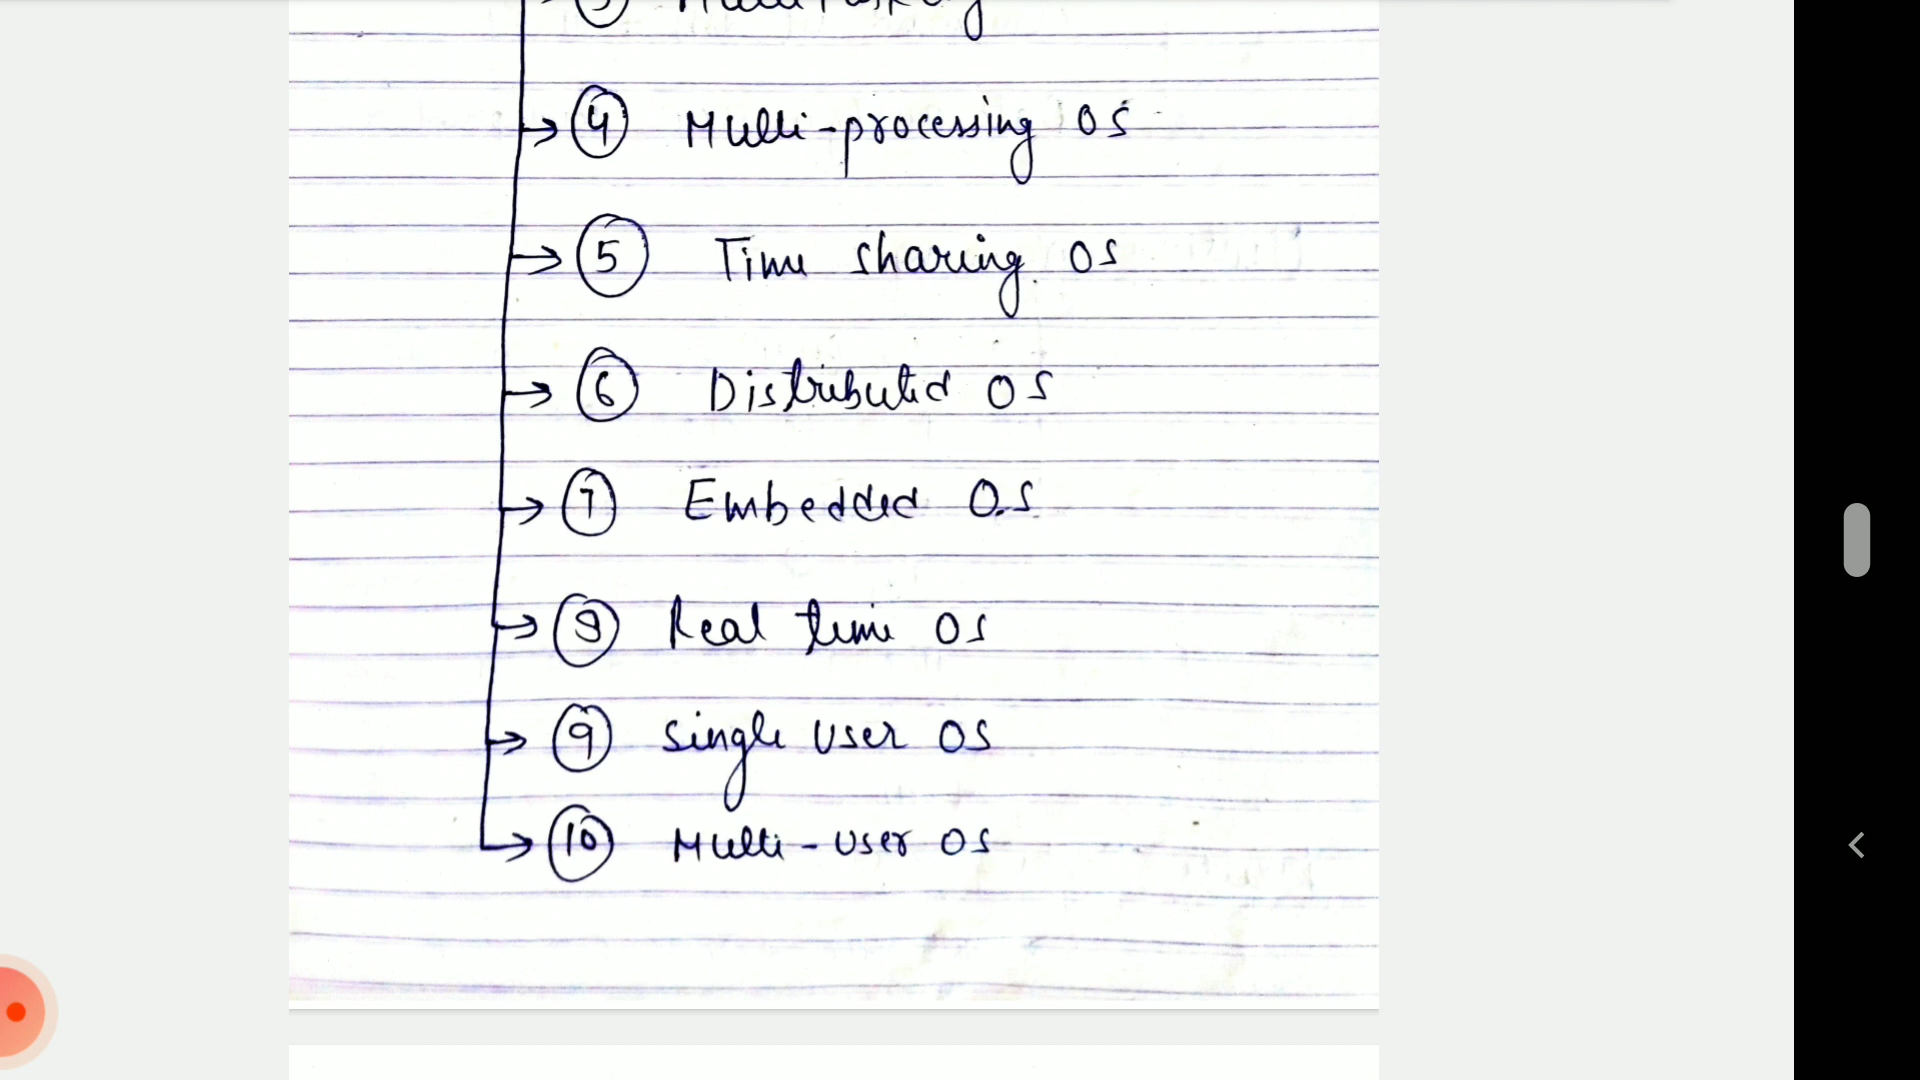 ④ Multi-processing OS
⑤ Time sharing OS
⑥ Distributed OS
⑦ Embedded O.S.
⑧ Real time OS
⑨ single user OS
⑩ Multi-user OS